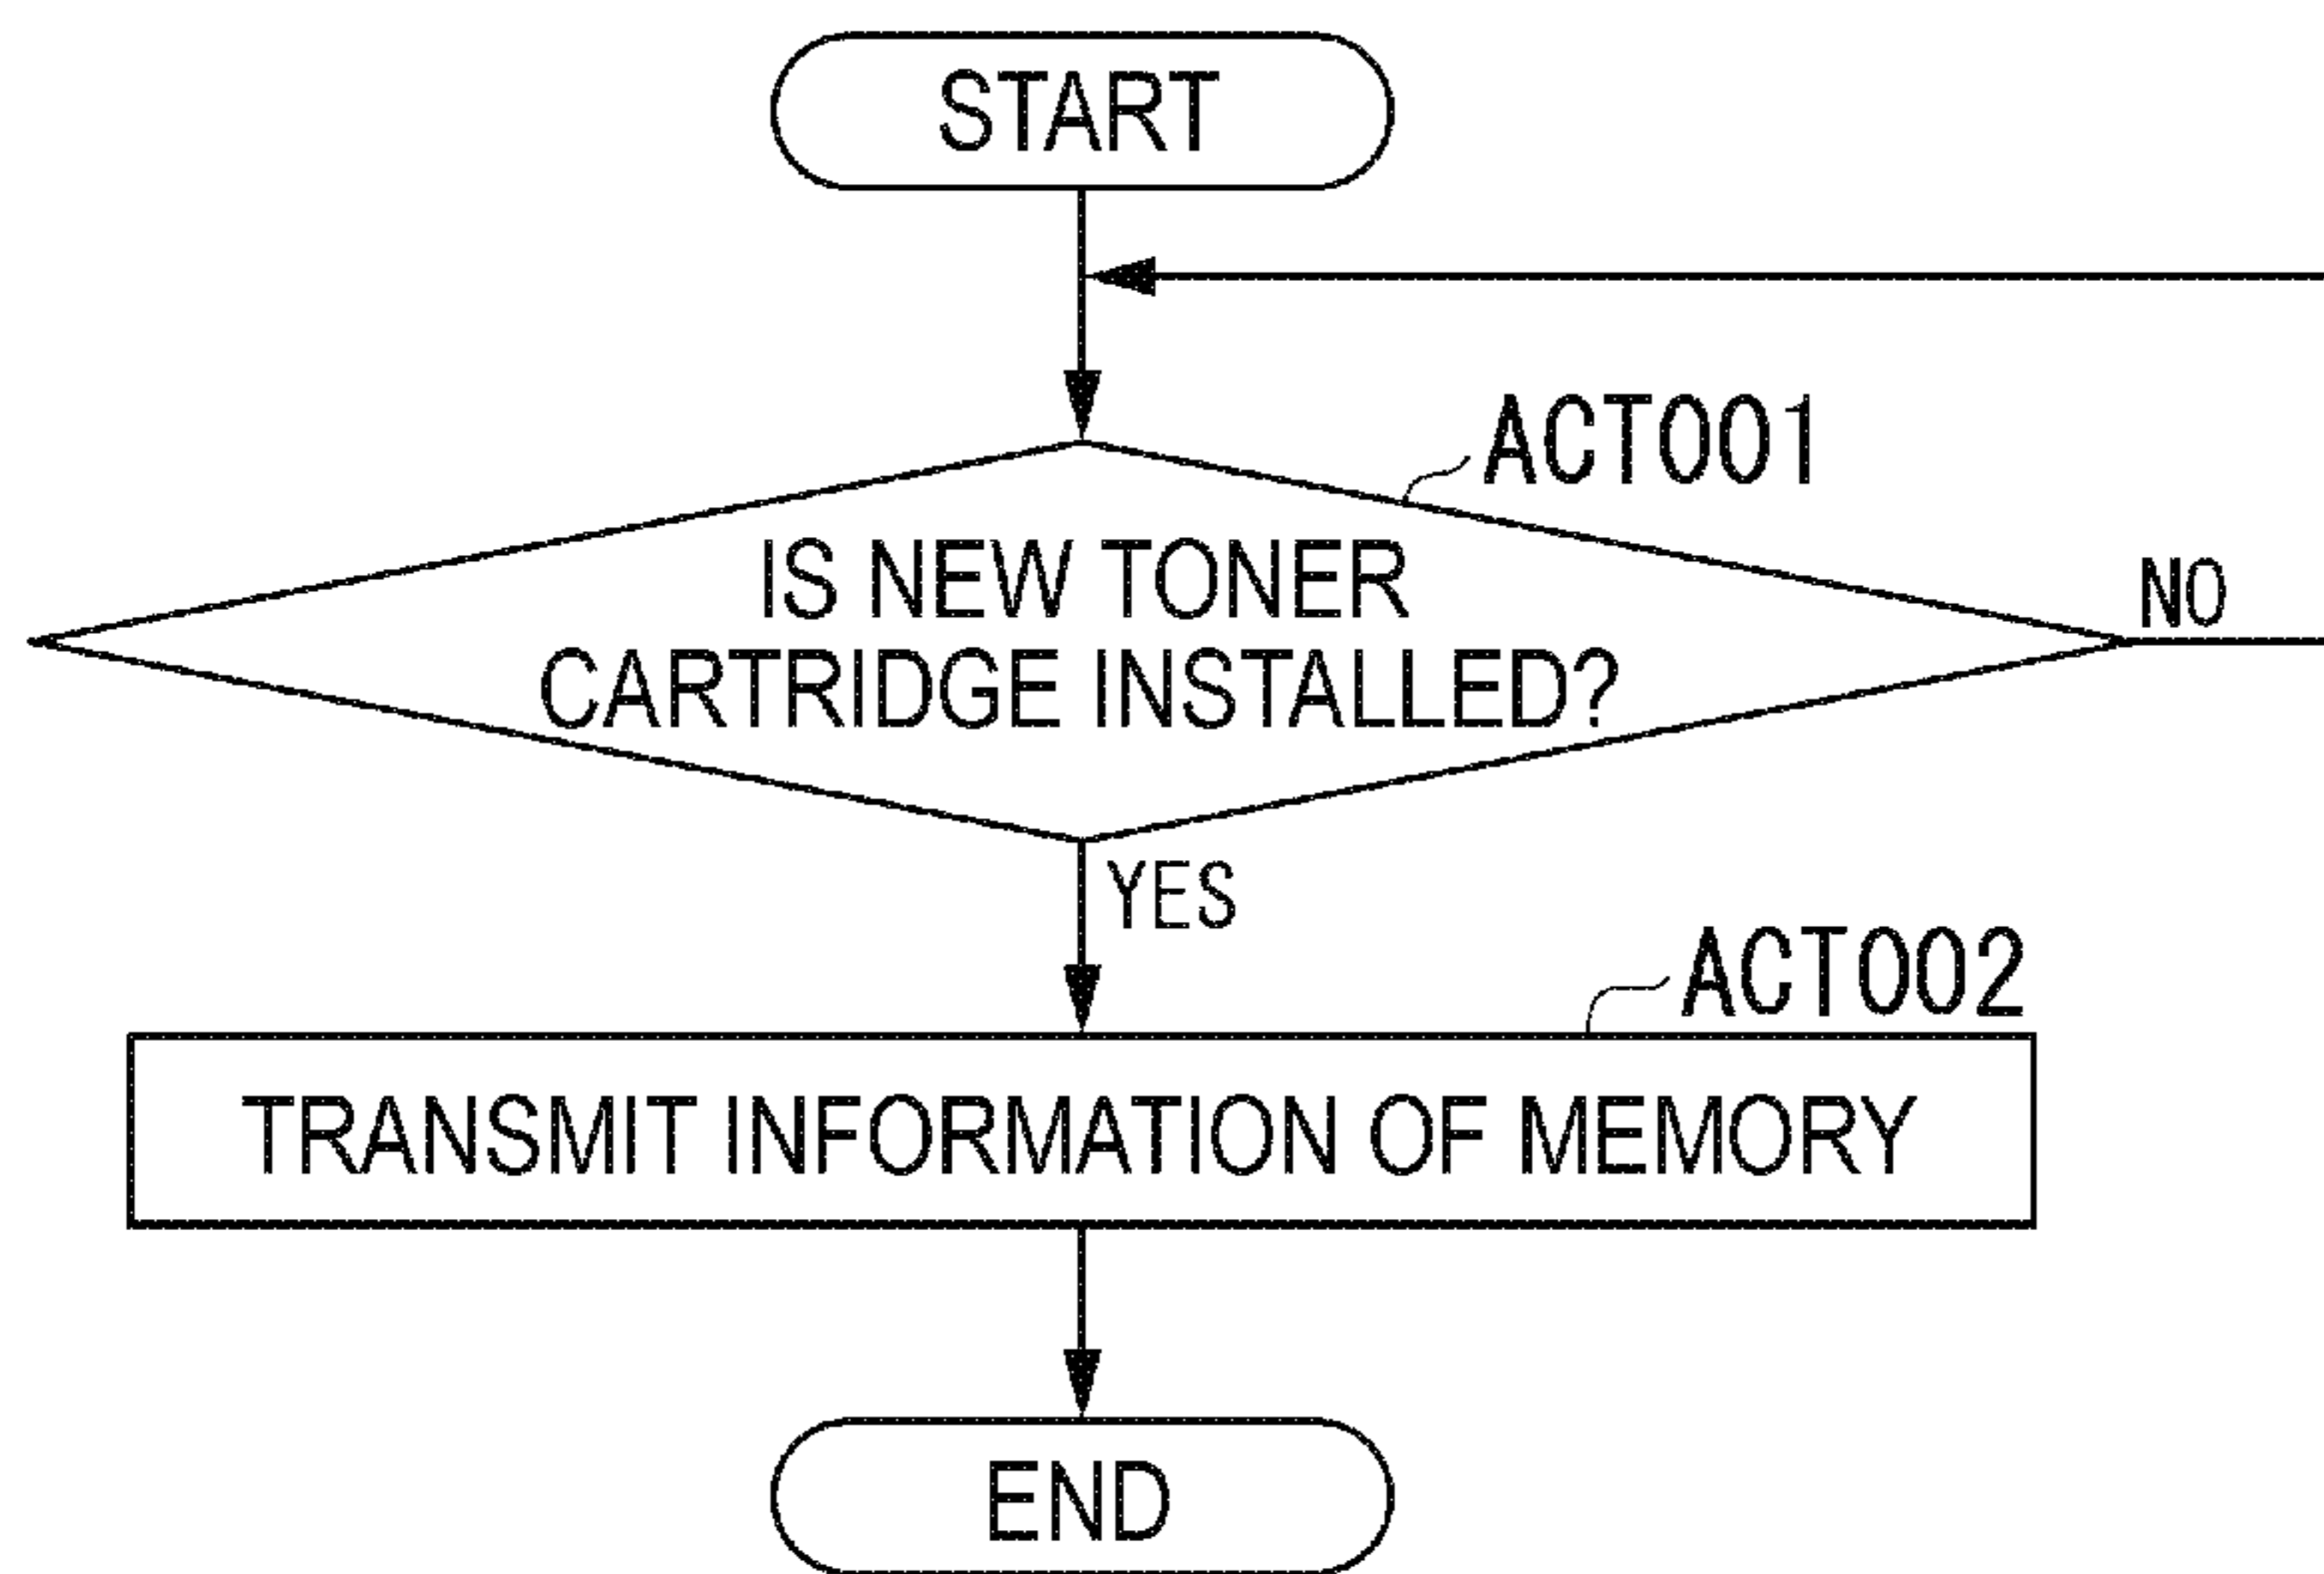 START
ACT001
IS NEW TONER
CARTRIDGE INSTALLED?
NO
YES
ACT002
TRANSMIT INFORMATION OF MEMORY
END